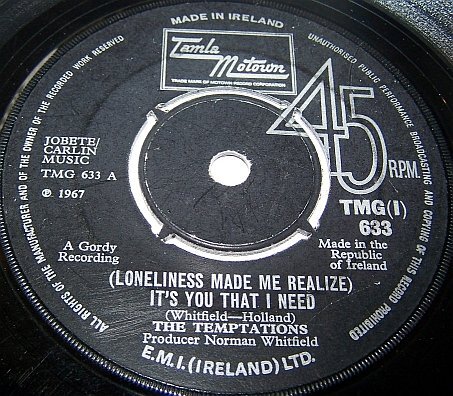 MADE IN IRELAND
Tamla
Motown
TRADE MARK OF MOTOWN RECORD CORPORATION
ALL RIGHTS OF THE MANUFACTURER AND OF THE OWNER OF THE RECORDED WORK RESERVED
UNAUTHORISED PUBLIC PERFORMANCE BROADCASTING AND COPYING OF THIS RECORD PROHIBITED
45
RPM.
JOBETE/
CARLIN
MUSIC
TMG 633 A
℗ 1967
TMG(I)
633
Made in the
Republic
of Ireland
A Gordy
Recording
(LONELINESS MADE ME REALIZE)
IT'S YOU THAT I NEED
(Whitfield—Holland)
THE TEMPTATIONS
Producer Norman Whitfield
E.M.I.(IRELAND) LTD.